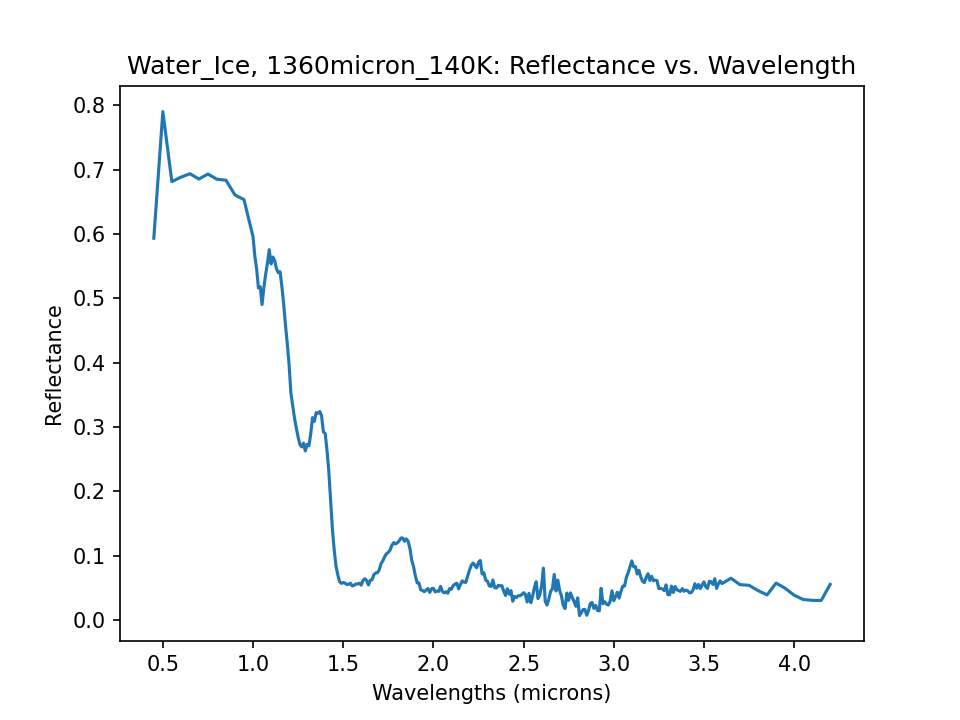 Water_Ice, 1360micron_140K: Reflectance vs. Wavelength
0.8
0.7
0.6
0.5
0.4
0.3
0.2
0.1
0.0
Reflectance
0.5 1.0 1.5 2.0 2.5 3.0 3.5 4.0
Wavelengths (microns)